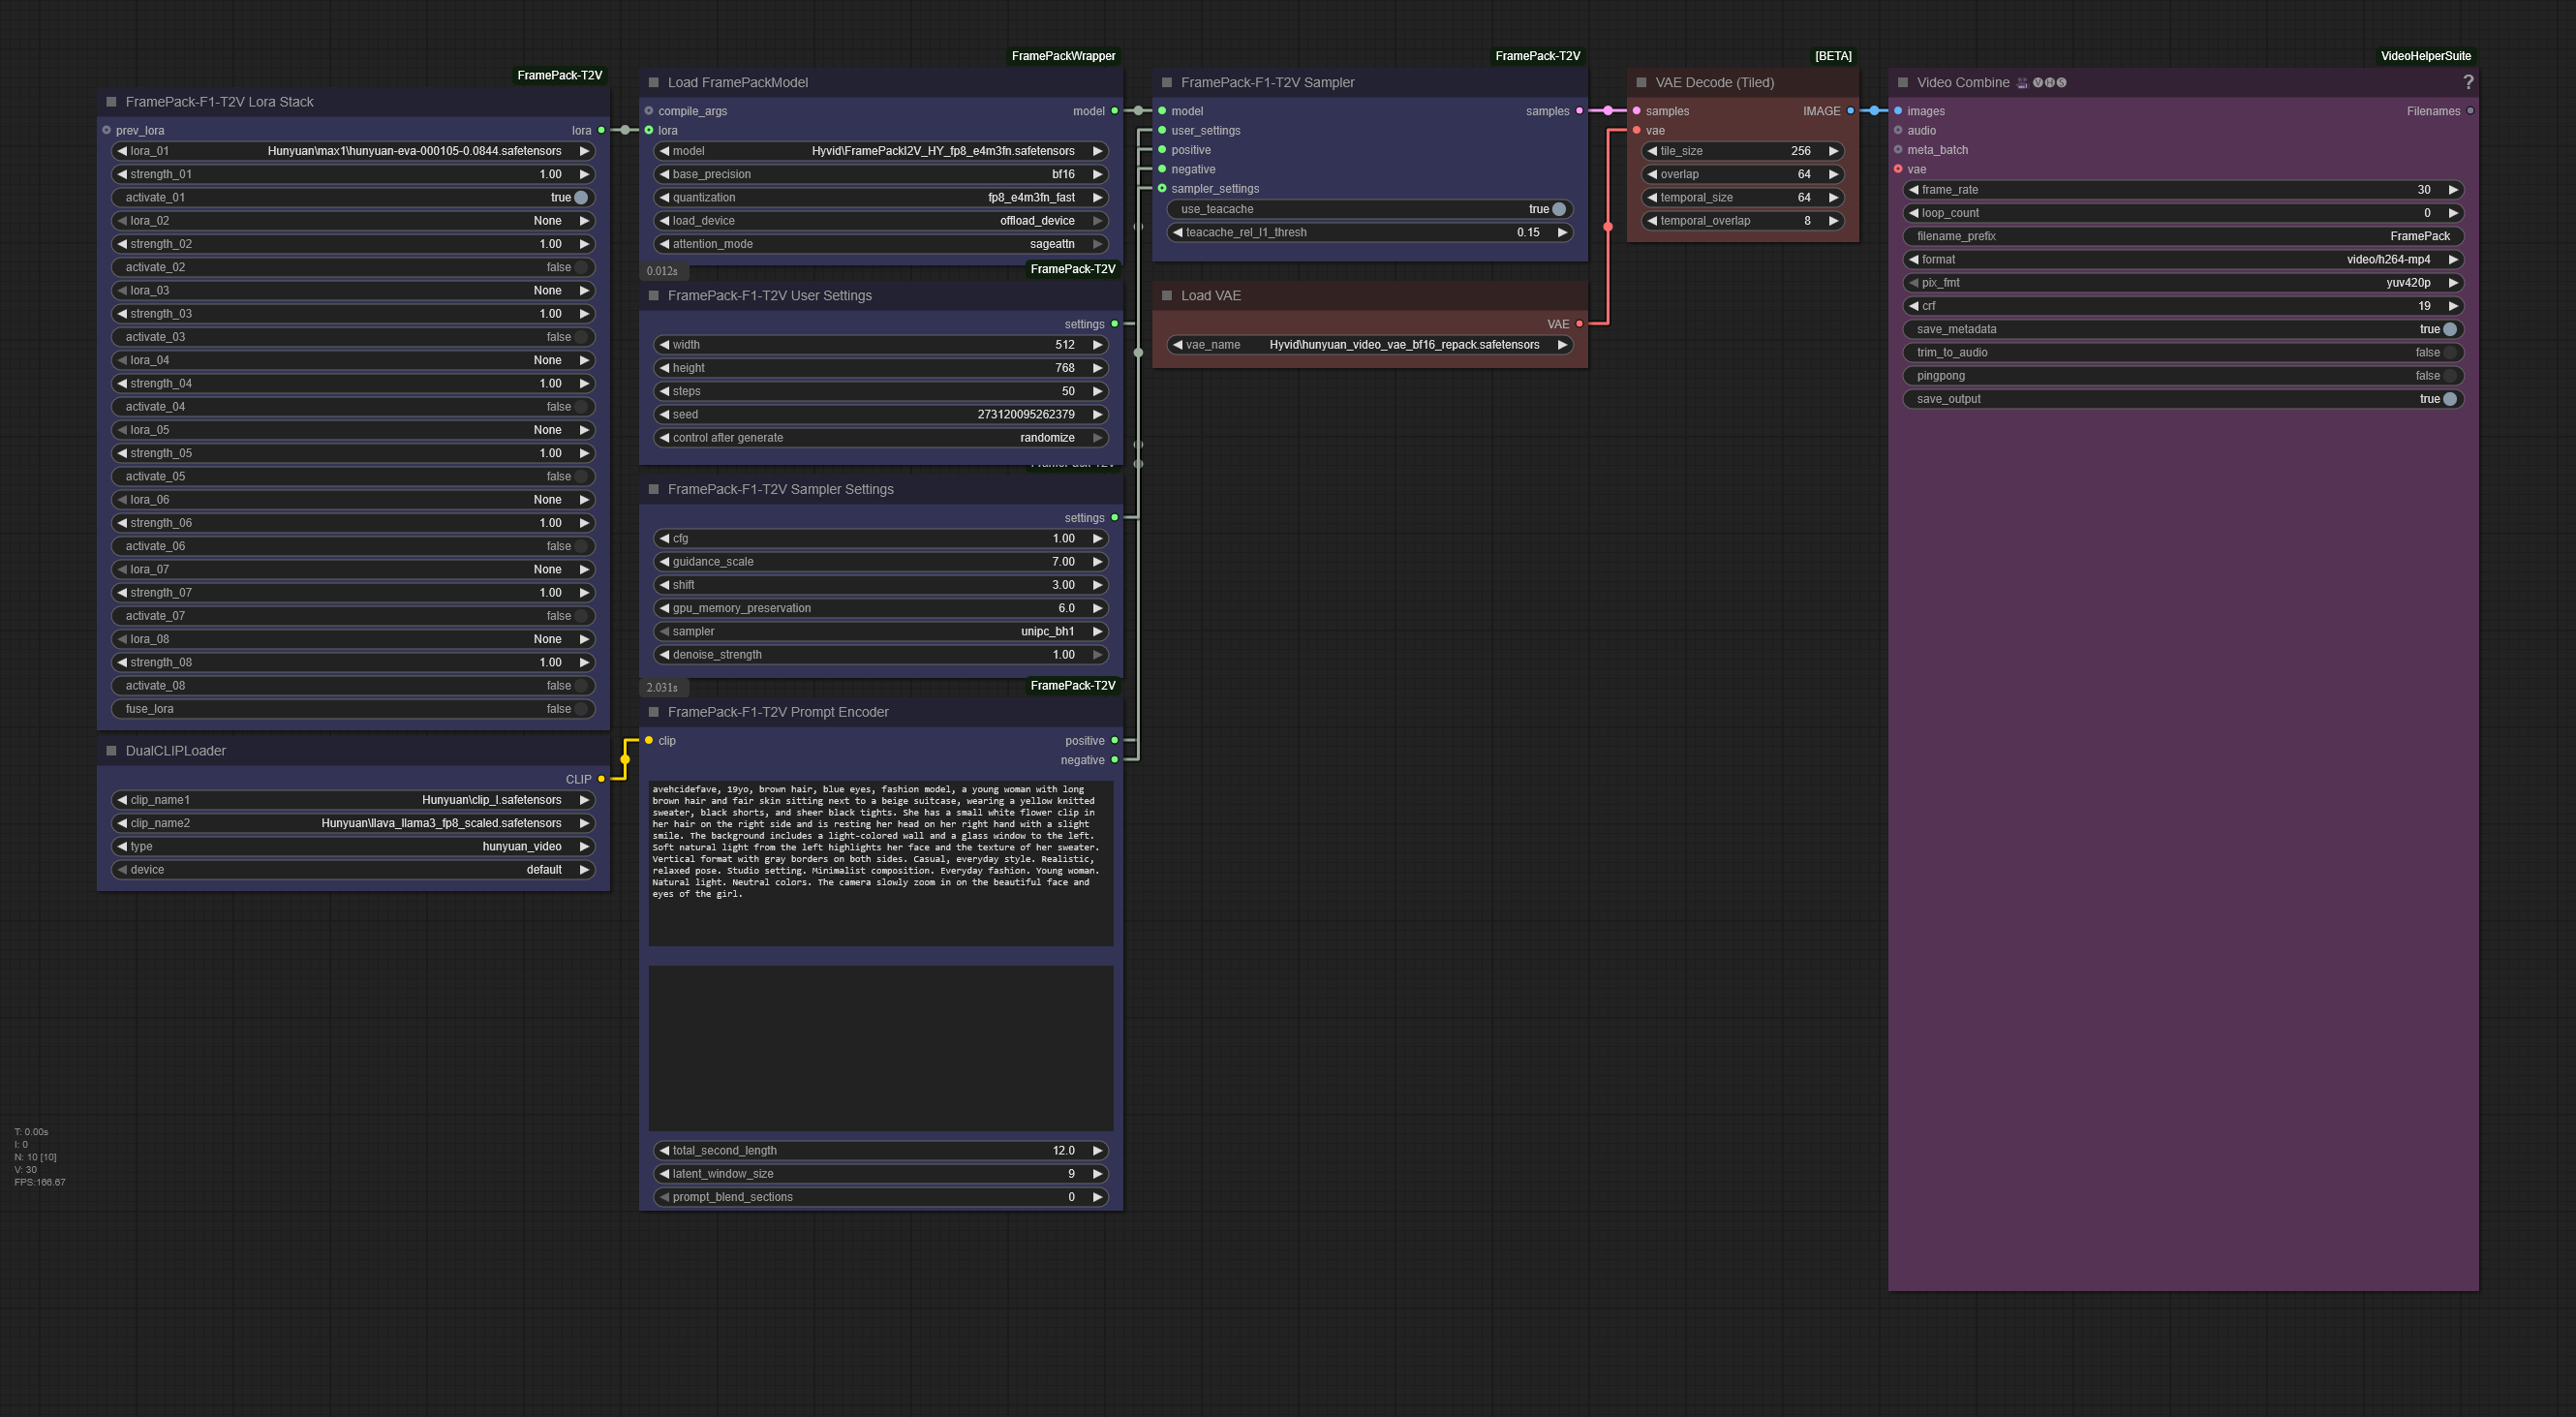 FramePack-T2V
FramePack-F1-T2V Lora Stack
prev_lora lora
lora_01 Hunyuan\max1\hunyuan-eva-000105-0.0844.safetensors
strength_01 1.00
activate_01 true
lora_02 None
strength_02 1.00
activate_02 false
lora_03 None
strength_03 1.00
activate_03 false
lora_04 None
strength_04 1.00
activate_04 false
lora_05 None
strength_05 1.00
activate_05 false
lora_06 None
strength_06 1.00
activate_06 false
lora_07 None
strength_07 1.00
activate_07 false
lora_08 None
strength_08 1.00
activate_08 false
fuse_lora false
DualCLIPLoader
CLIP
clip_name1 Hunyuan\clip_l.safetensors
clip_name2 Hunyuan\llava_llama3_fp8_scaled.safetensors
type hunyuan_video
device default
FramePackWrapper
Load FramePackModel
compile_args model
lora
model Hyvid\FramePackI2V_HY_fp8_e4m3fn.safetensors
base_precision bf16
quantization fp8_e4m3fn_fast
load_device offload_device
attention_mode sageattn
0.012s FramePack-T2V
FramePack-F1-T2V User Settings
settings
width 512
height 768
steps 50
seed 273120095262379
control after generate randomize
FramePack-T2V
FramePack-F1-T2V Sampler Settings
settings
cfg 1.00
guidance_scale 7.00
shift 3.00
gpu_memory_preservation 6.0
sampler unipc_bh1
denoise_strength 1.00
2.031s FramePack-T2V
FramePack-F1-T2V Prompt Encoder
clip positive
negative
avehcidefave, 19yo, brown hair, blue eyes, fashion model, a young woman with long
brown hair and fair skin sitting next to a beige suitcase, wearing a yellow knitted
sweater, black shorts, and sheer black tights. She has a small white flower clip in
her hair on the right side and is resting her head on her right hand with a slight
smile. The background includes a light-colored wall and a glass window to the left.
Soft natural light from the left highlights her face and the texture of her sweater.
Vertical format with gray borders on both sides. Casual, everyday style. Realistic,
relaxed pose. Studio setting. Minimalist composition. Everyday fashion. Young woman.
Natural light. Neutral colors. The camera slowly zoom in on the beautiful face and
eyes of the girl.
total_second_length 12.0
latent_window_size 9
prompt_blend_sections 0
FramePack-T2V
FramePack-F1-T2V Sampler
model samples
user_settings
positive
negative
sampler_settings
use_teacache true
teacache_rel_l1_thresh 0.15
Load VAE
VAE
vae_name Hyvid\hunyuan_video_vae_bf16_repack.safetensors
[BETA]
VAE Decode (Tiled)
samples IMAGE
vae
tile_size 256
overlap 64
temporal_size 64
temporal_overlap 8
VideoHelperSuite
Video Combine 🎥🅥🅗🅢 ?
images Filenames
audio
meta_batch
vae
frame_rate 30
loop_count 0
filename_prefix FramePack
format video/h264-mp4
pix_fmt yuv420p
crf 19
save_metadata true
trim_to_audio false
pingpong false
save_output true
T: 0.00s
I: 0
N: 10 [10]
V: 30
FPS:166.67